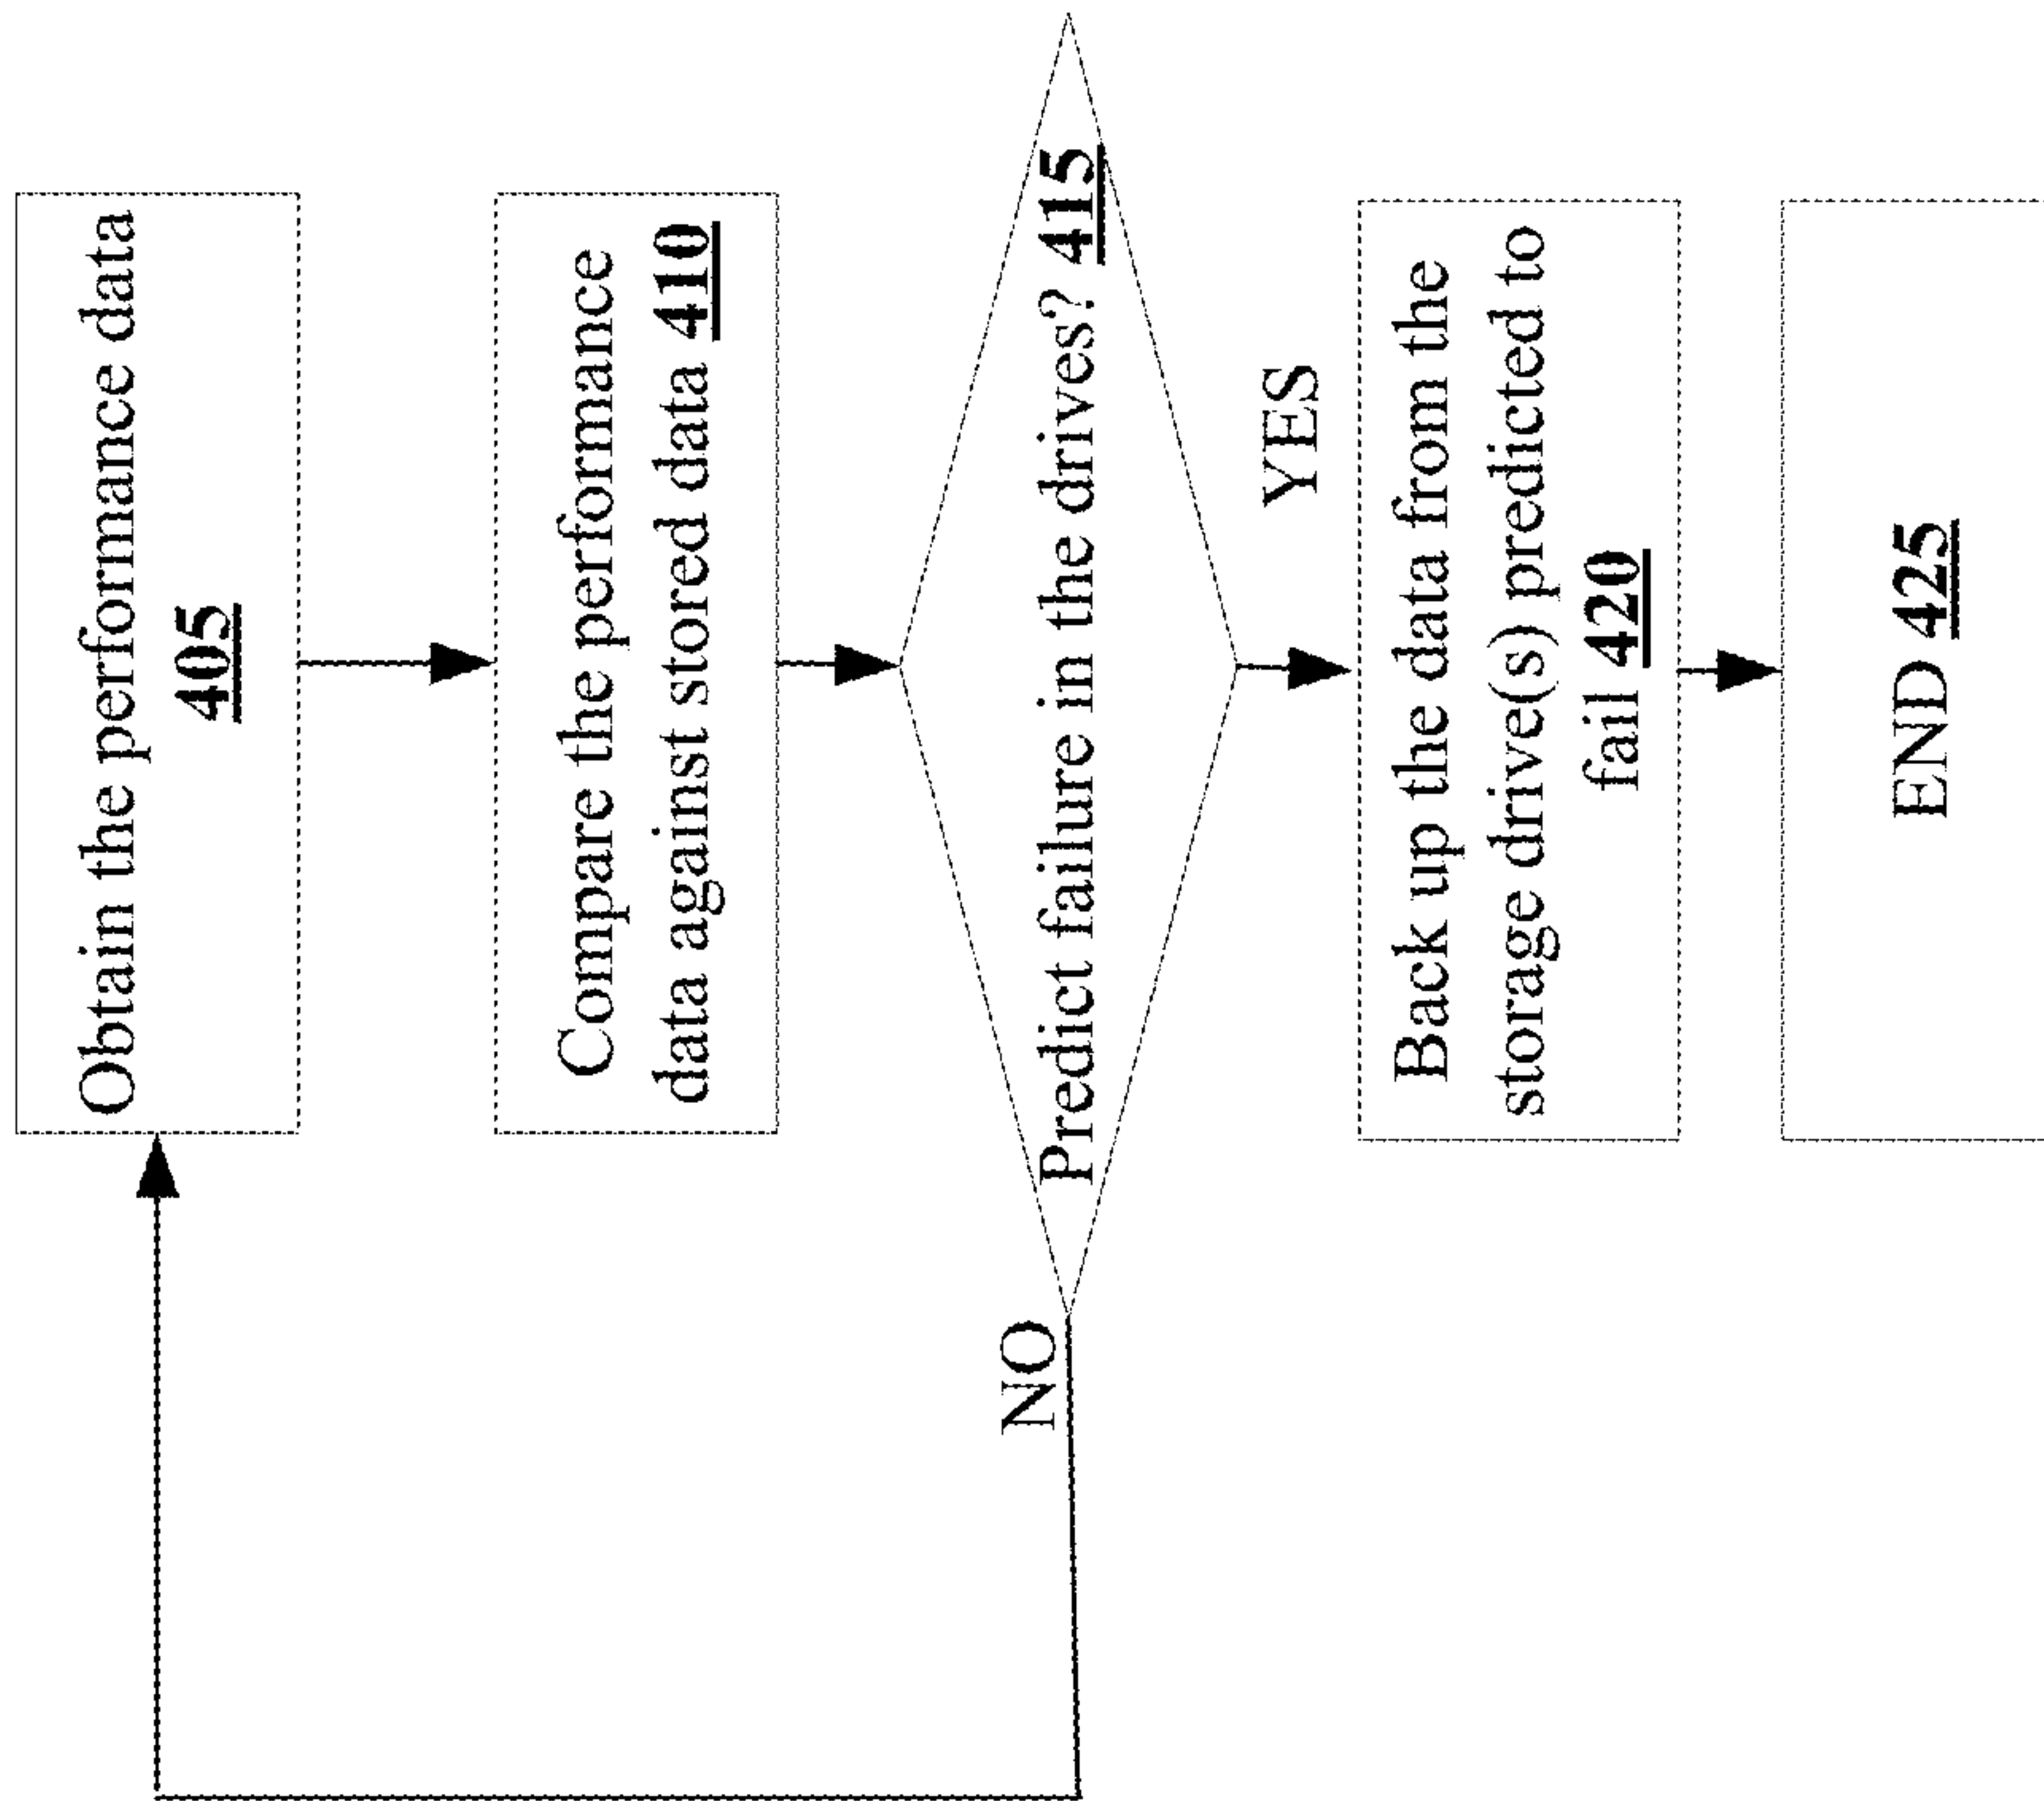 Obtain the performance data
405
Compare the performance
data against stored data 410
Predict failure in the drives? 415
NO
YES
Back up the data from the
storage drive(s) predicted to
fail 420
END 425